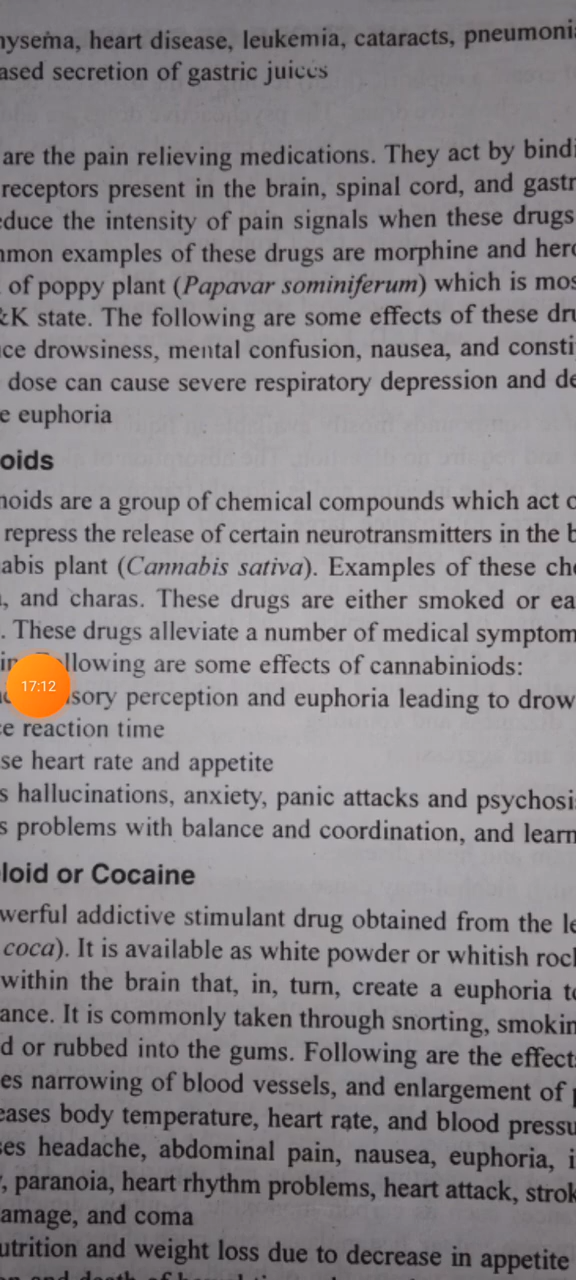 nysema, heart disease, leukemia, cataracts, pneumoni
ased secretion of gastric juices
are the pain relieving medications. They act by bindi
receptors present in the brain, spinal cord, and gastr
educe the intensity of pain signals when these drugs
mmon examples of these drugs are morphine and hero
of poppy plant (Papavar sominiferum) which is mos
&K state. The following are some effects of these dru
ce drowsiness, mental confusion, nausea, and consti
dose can cause severe respiratory depression and de
e euphoria
oids
noids are a group of chemical compounds which act o
repress the release of certain neurotransmitters in the b
abis plant (Cannabis sativa). Examples of these che
, and charas. These drugs are either smoked or ea
. These drugs alleviate a number of medical symptom
in. Following are some effects of cannabiniods:
17:12
sory perception and euphoria leading to drow
e reaction time
se heart rate and appetite
s hallucinations, anxiety, panic attacks and psychosi
s problems with balance and coordination, and learn
loid or Cocaine
werful addictive stimulant drug obtained from the le
coca). It is available as white powder or whitish rocl
within the brain that, in, turn, create a euphoria to
ance. It is commonly taken through snorting, smokin
d or rubbed into the gums. Following are the effects
es narrowing of blood vessels, and enlargement of p
eases body temperature, heart rate, and blood pressu
ses headache, abdominal pain, nausea, euphoria, i
, paranoia, heart rhythm problems, heart attack, strok
amage, and coma
utrition and weight loss due to decrease in appetite